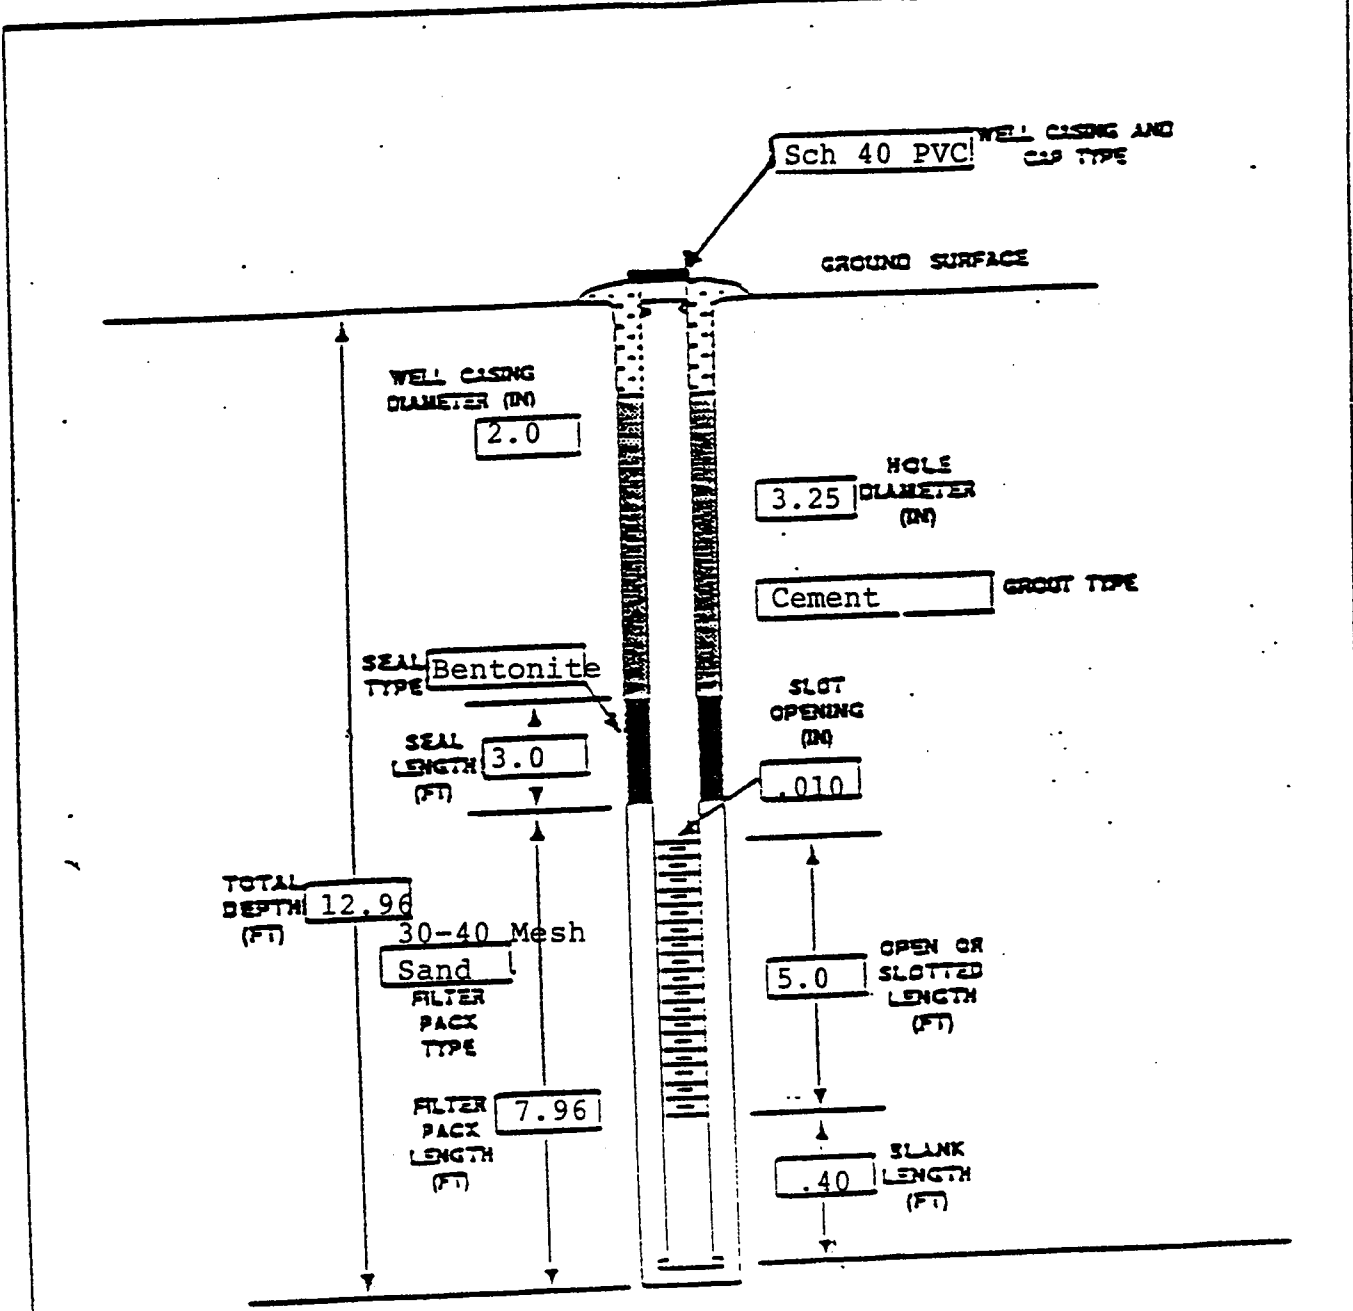 Sch 40 PVC
WELL CASING AND
CAP TYPE
GROUND SURFACE
WELL CASING
DIAMETER (IN)
2.0
HOLE
DIAMETER
(IN)
3.25
Cement
GROUT TYPE
SEAL
TYPE
Bentonite
SLOT
OPENING
(IN)
.010
SEAL
LENGTH
(FT)
3.0
TOTAL
DEPTH
(FT)
12.96
30-40 Mesh
Sand
FILTER
PACK
TYPE
5.0
OPEN OR
SLOTTED
LENGTH
(FT)
FILTER
PACK
LENGTH
(FT)
7.96
.40
BLANK
LENGTH
(FT)